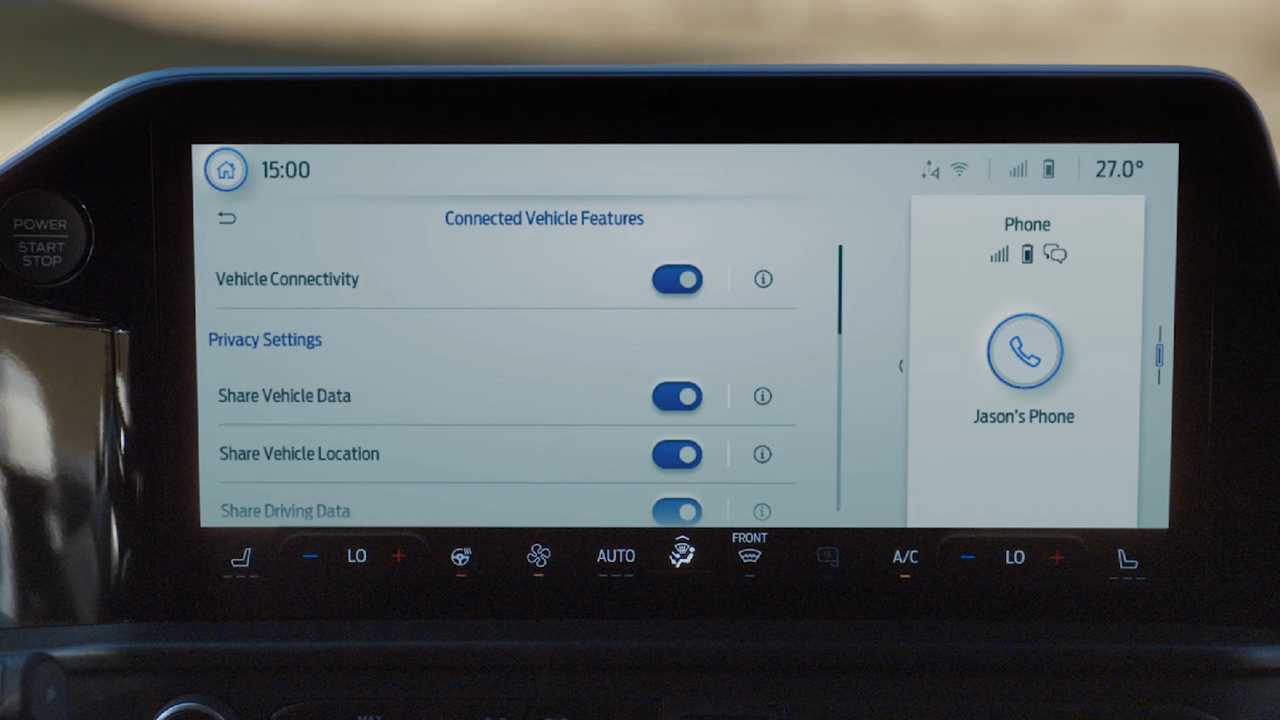 15:00
27.0°
POWER
START
STOP
Connected Vehicle Features
Vehicle Connectivity
Privacy Settings
Share Vehicle Data
Share Vehicle Location
Share Driving Data
Phone
Jason's Phone
LO
AUTO
FRONT
A/C
LO
MAX